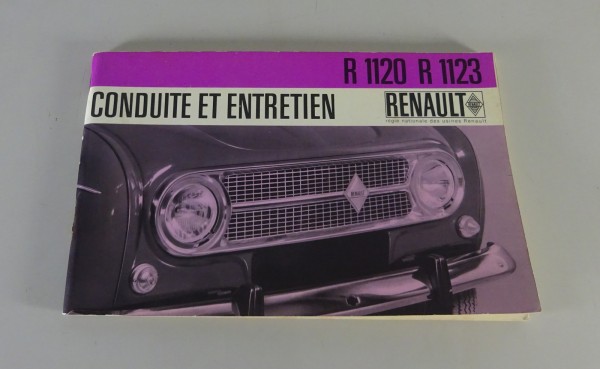 R 1120 R 1123
CONDUITE ET ENTRETIEN
RENAULT
régie nationale des usines Renault